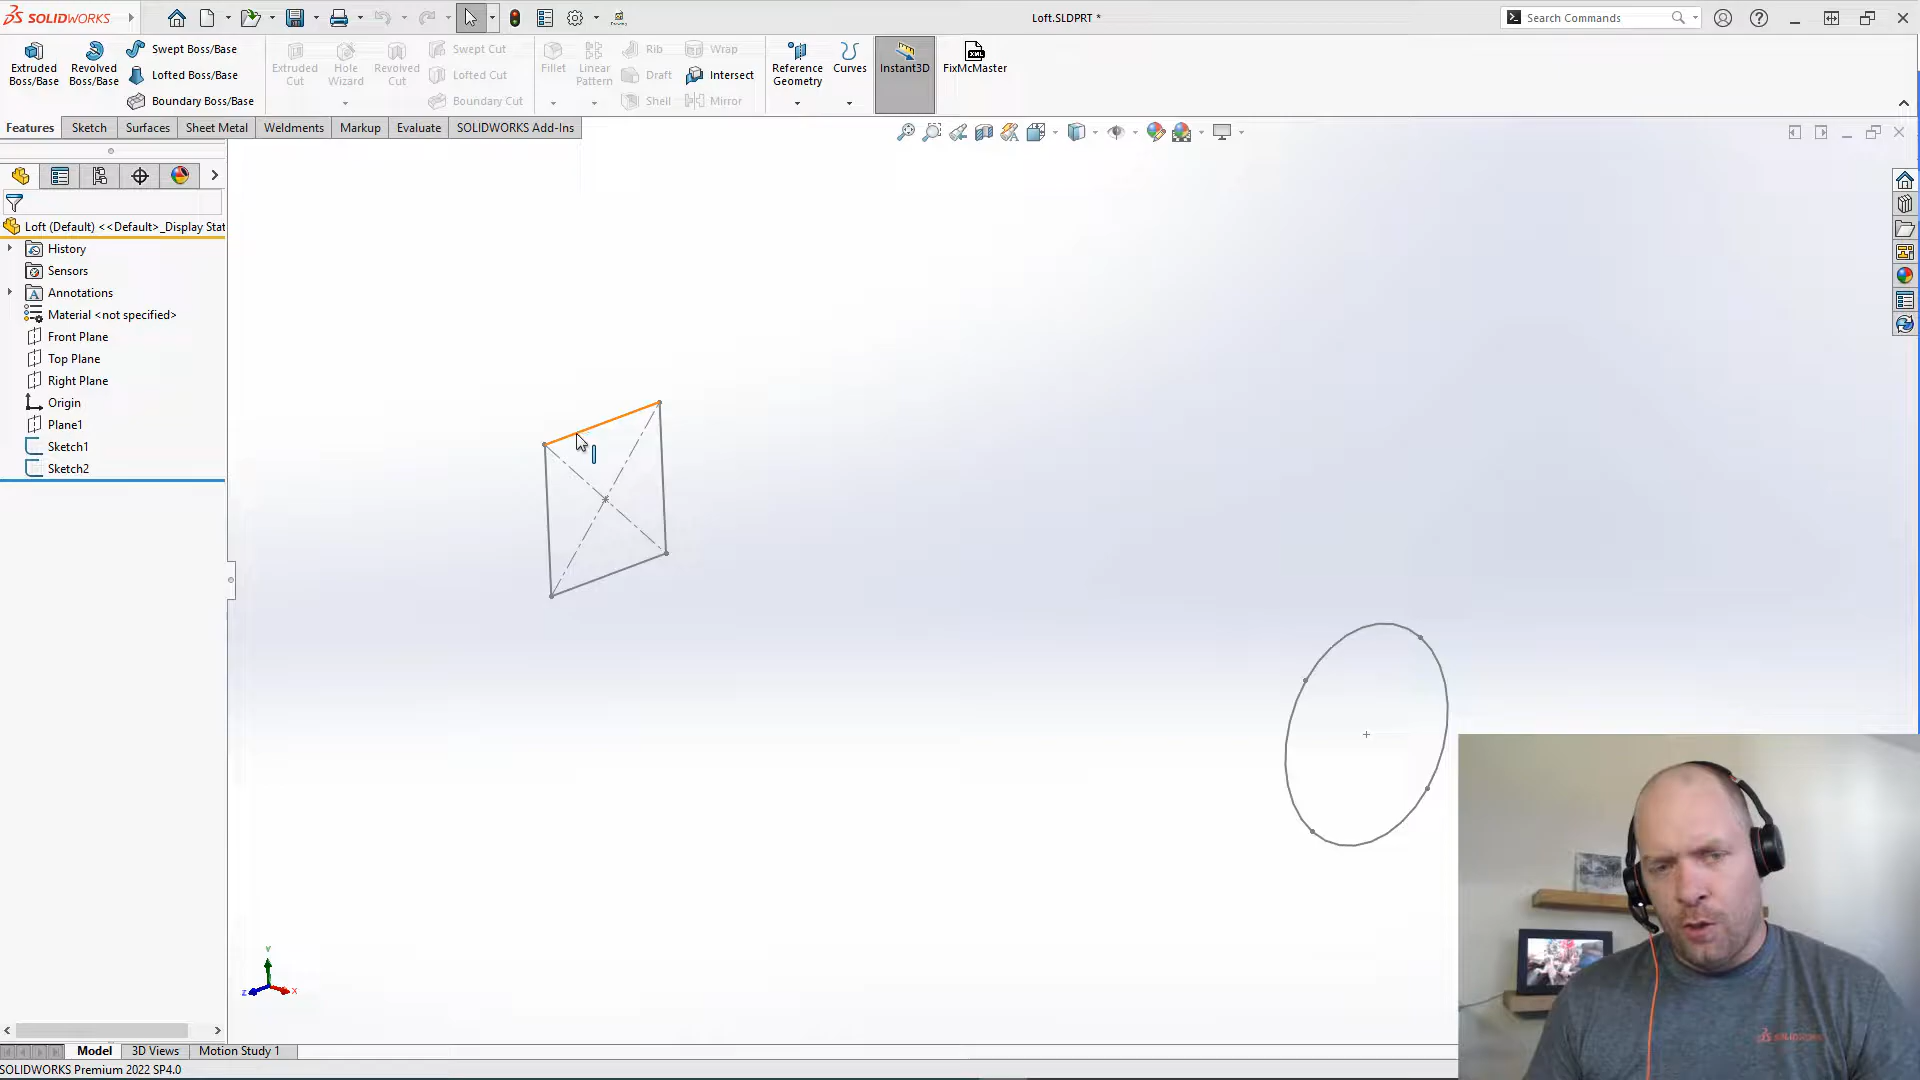 SOLIDWORKS
Loft.SLDPRT *
Search Commands
Extruded Boss/Base
Revolved Boss/Base
Swept Boss/Base
Lofted Boss/Base
Boundary Boss/Base
Extruded Cut
Hole Wizard
Revolved Cut
Swept Cut
Lofted Cut
Boundary Cut
Fillet
Linear Pattern
Rib
Draft
Shell
Wrap
Intersect
Mirror
Reference Geometry
Curves
Instant3D
FixMcMaster
Features
Sketch
Surfaces
Sheet Metal
Weldments
Markup
Evaluate
SOLIDWORKS Add-Ins
Loft (Default) <<Default>_Display Stat
History
Sensors
Annotations
Material <not specified>
Front Plane
Top Plane
Right Plane
Origin
Plane1
Sketch1
Sketch2
Y
Z
X
Model
3D Views
Motion Study 1
SOLIDWORKS Premium 2022 SP4.0
SOLIDWORKS